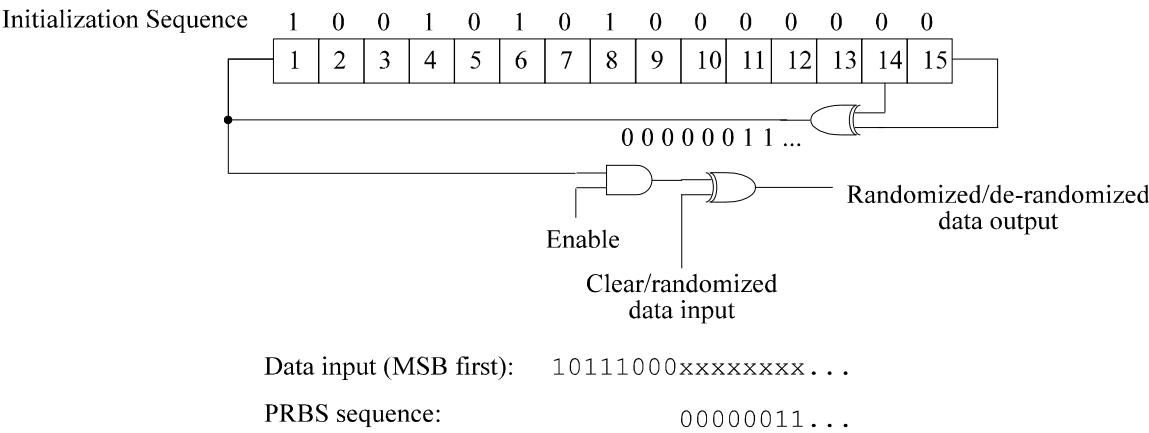 Initialization Sequence 1 0 0 1 0 1 0 1 0 0 0 0 0 0 0
1 2 3 4 5 6 7 8 9 10 11 12 13 14 15
0 0 0 0 0 0 1 1 ...
Enable
Clear/randomized
data input
Randomized/de-randomized
data output
Data input (MSB first): 10111000xxxxxxxx...
PRBS sequence: 00000011...